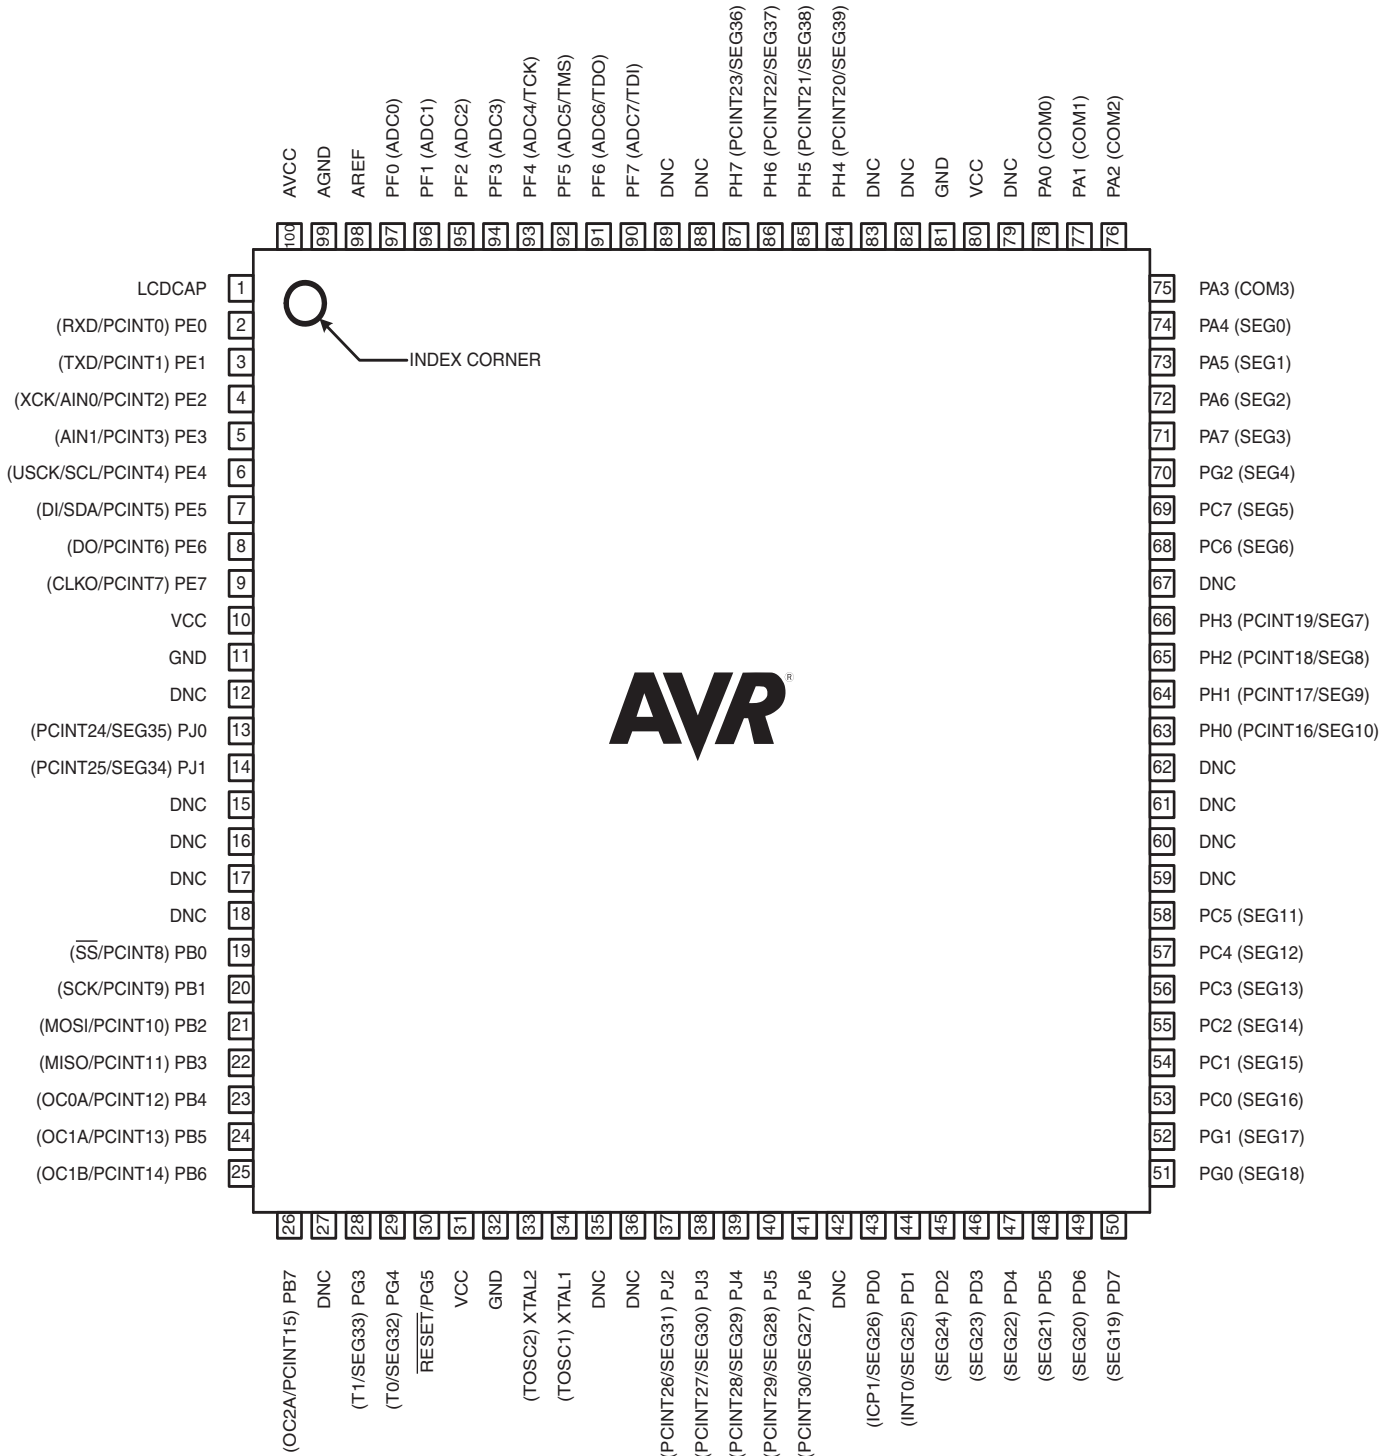 AVCC
AGND
AREF
PF0 (ADC0)
PF1 (ADC1)
PF2 (ADC2)
PF3 (ADC3)
PF4 (ADC4/TCK)
PF5 (ADC5/TMS)
PF6 (ADC6/TDO)
PF7 (ADC7/TDI)
DNC
DNC
PH7 (PCINT23/SEG36)
PH6 (PCINT22/SEG37)
PH5 (PCINT21/SEG38)
PH4 (PCINT20/SEG39)
DNC
DNC
GND
VCC
DNC
PA0 (COM0)
PA1 (COM1)
PA2 (COM2)
100 99 98 97 96 95 94 93 92 91 90 89 88 87 86 85 84 83 82 81 80 79 78 77 76
LCDCAP 1
(RXD/PCINT0) PE0 2
(TXD/PCINT1) PE1 3
(XCK/AIN0/PCINT2) PE2 4
(AIN1/PCINT3) PE3 5
(USCK/SCL/PCINT4) PE4 6
(DI/SDA/PCINT5) PE5 7
(DO/PCINT6) PE6 8
(CLKO/PCINT7) PE7 9
VCC 10
GND 11
DNC 12
(PCINT24/SEG35) PJ0 13
(PCINT25/SEG34) PJ1 14
DNC 15
DNC 16
DNC 17
DNC 18
(SS/PCINT8) PB0 19
(SCK/PCINT9) PB1 20
(MOSI/PCINT10) PB2 21
(MISO/PCINT11) PB3 22
(OC0A/PCINT12) PB4 23
(OC1A/PCINT13) PB5 24
(OC1B/PCINT14) PB6 25
INDEX CORNER
AVR®
75 PA3 (COM3)
74 PA4 (SEG0)
73 PA5 (SEG1)
72 PA6 (SEG2)
71 PA7 (SEG3)
70 PG2 (SEG4)
69 PC7 (SEG5)
68 PC6 (SEG6)
67 DNC
66 PH3 (PCINT19/SEG7)
65 PH2 (PCINT18/SEG8)
64 PH1 (PCINT17/SEG9)
63 PH0 (PCINT16/SEG10)
62 DNC
61 DNC
60 DNC
59 DNC
58 PC5 (SEG11)
57 PC4 (SEG12)
56 PC3 (SEG13)
55 PC2 (SEG14)
54 PC1 (SEG15)
53 PC0 (SEG16)
52 PG1 (SEG17)
51 PG0 (SEG18)
26 27 28 29 30 31 32 33 34 35 36 37 38 39 40 41 42 43 44 45 46 47 48 49 50
(OC2A/PCINT15) PB7
DNC
(T1/SEG33) PG3
(T0/SEG32) PG4
RESET/PG5
VCC
GND
(TOSC2) XTAL2
(TOSC1) XTAL1
DNC
DNC
(PCINT26/SEG31) PJ2
(PCINT27/SEG30) PJ3
(PCINT28/SEG29) PJ4
(PCINT29/SEG28) PJ5
(PCINT30/SEG27) PJ6
DNC
(ICP1/SEG26) PD0
(INT0/SEG25) PD1
(SEG24) PD2
(SEG23) PD3
(SEG22) PD4
(SEG21) PD5
(SEG20) PD6
(SEG19) PD7